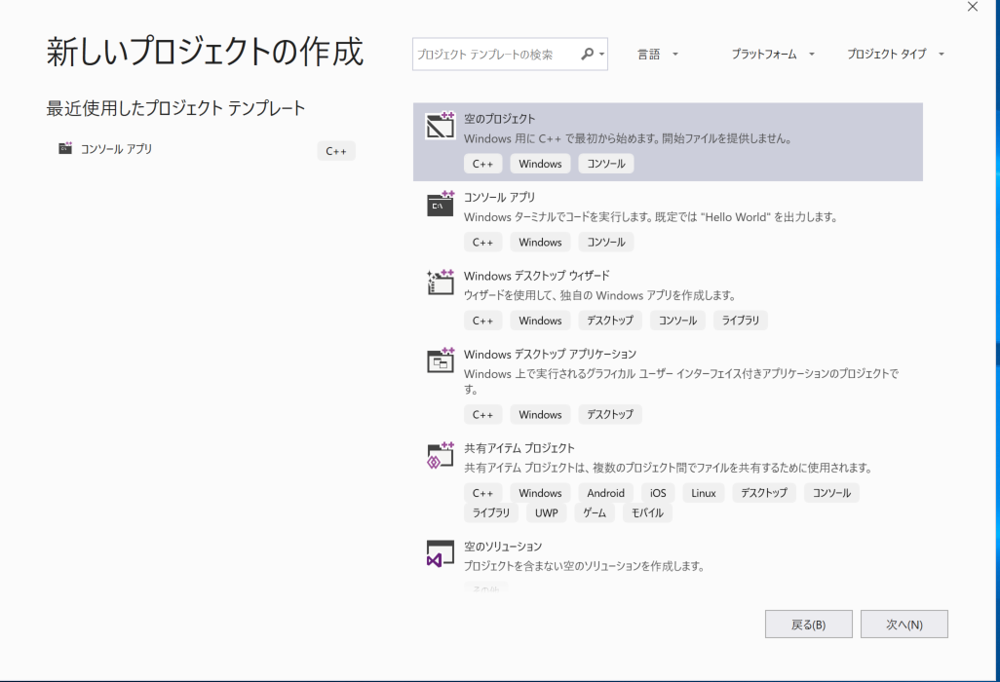 新しいプロジェクトの作成
プロジェクト テンプレートの検索
言語
プラットフォーム
プロジェクト タイプ
最近使用したプロジェクト テンプレート
コンソール アプリ
C++
空のプロジェクト
Windows 用に C++ で最初から始めます。開始ファイルを提供しません。
C++ Windows コンソール
コンソール アプリ
Windows ターミナルでコードを実行します。既定では "Hello World" を出力します。
C++ Windows コンソール
Windows デスクトップ ウィザード
ウィザードを使用して、独自の Windows アプリを作成します。
C++ Windows デスクトップ コンソール ライブラリ
Windows デスクトップ アプリケーション
Windows 上で実行されるグラフィカル ユーザー インターフェイス付きアプリケーションのプロジェクトで
す。
C++ Windows デスクトップ
共有アイテム プロジェクト
共有アイテム プロジェクトは、複数のプロジェクト間でファイルを共有するために使用されます。
C++ Windows Android iOS Linux デスクトップ コンソール
ライブラリ UWP ゲーム モバイル
空のソリューション
プロジェクトを含まない空のソリューションを作成します。
その他
戻る(B)
次へ(N)